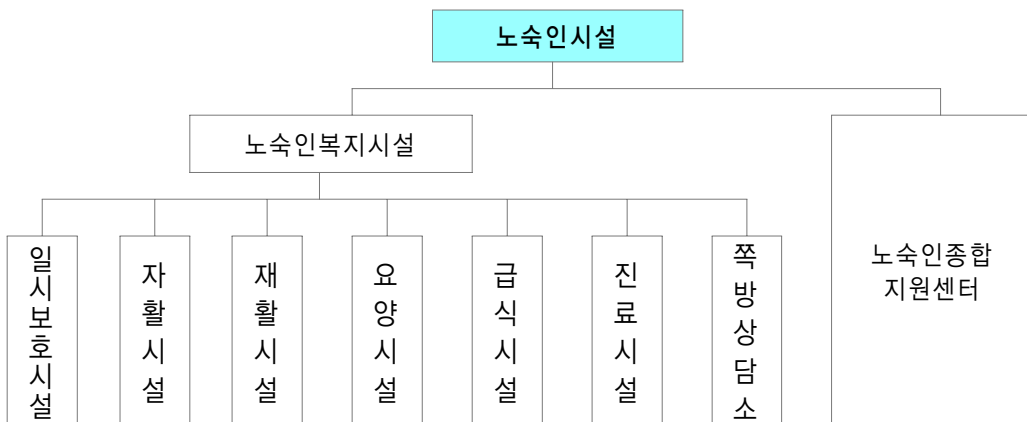 노숙인시설
노숙인복지시설
일시보호시설
자활시설
재활시설
요양시설
급식시설
진료시설
쪽방상담소
노숙인종합
지원센터